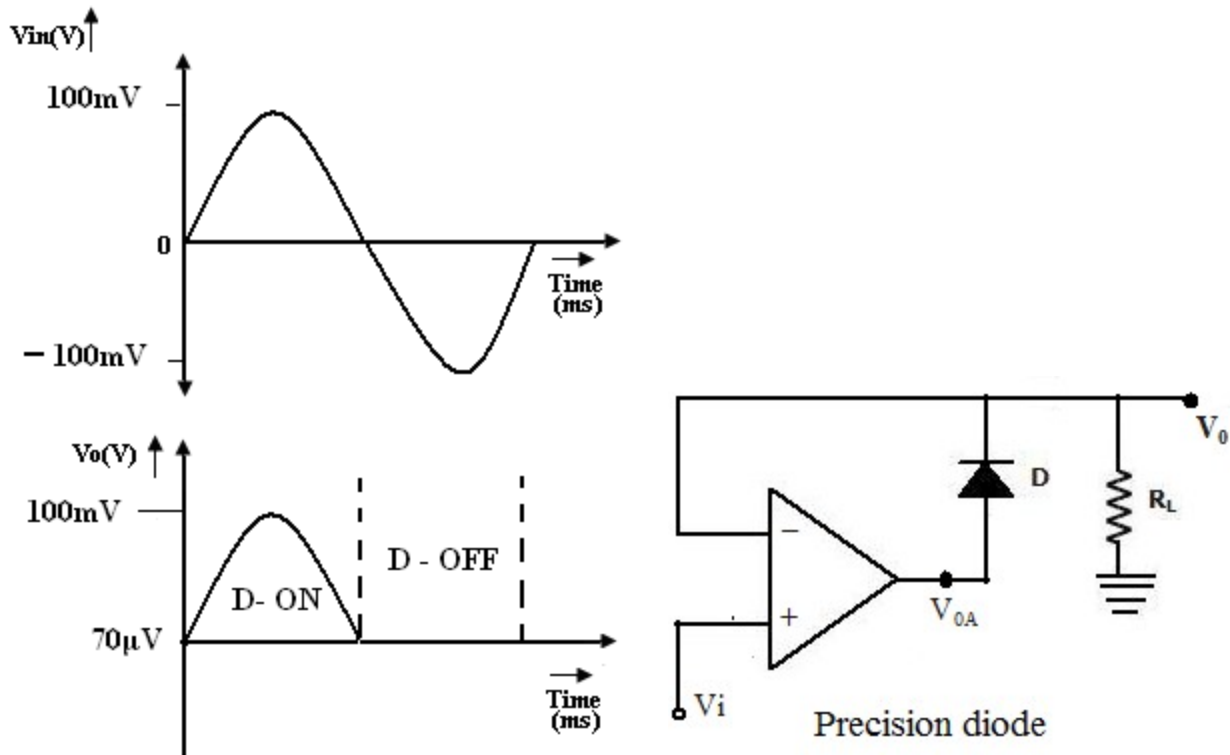 Vin(V)
100mV
0
Time
(ms)
– 100mV
Vo(V)
100mV
D- ON
D - OFF
70µV
Time
(ms)
V0
D
RL
−
+
V0A
Vi
Precision diode